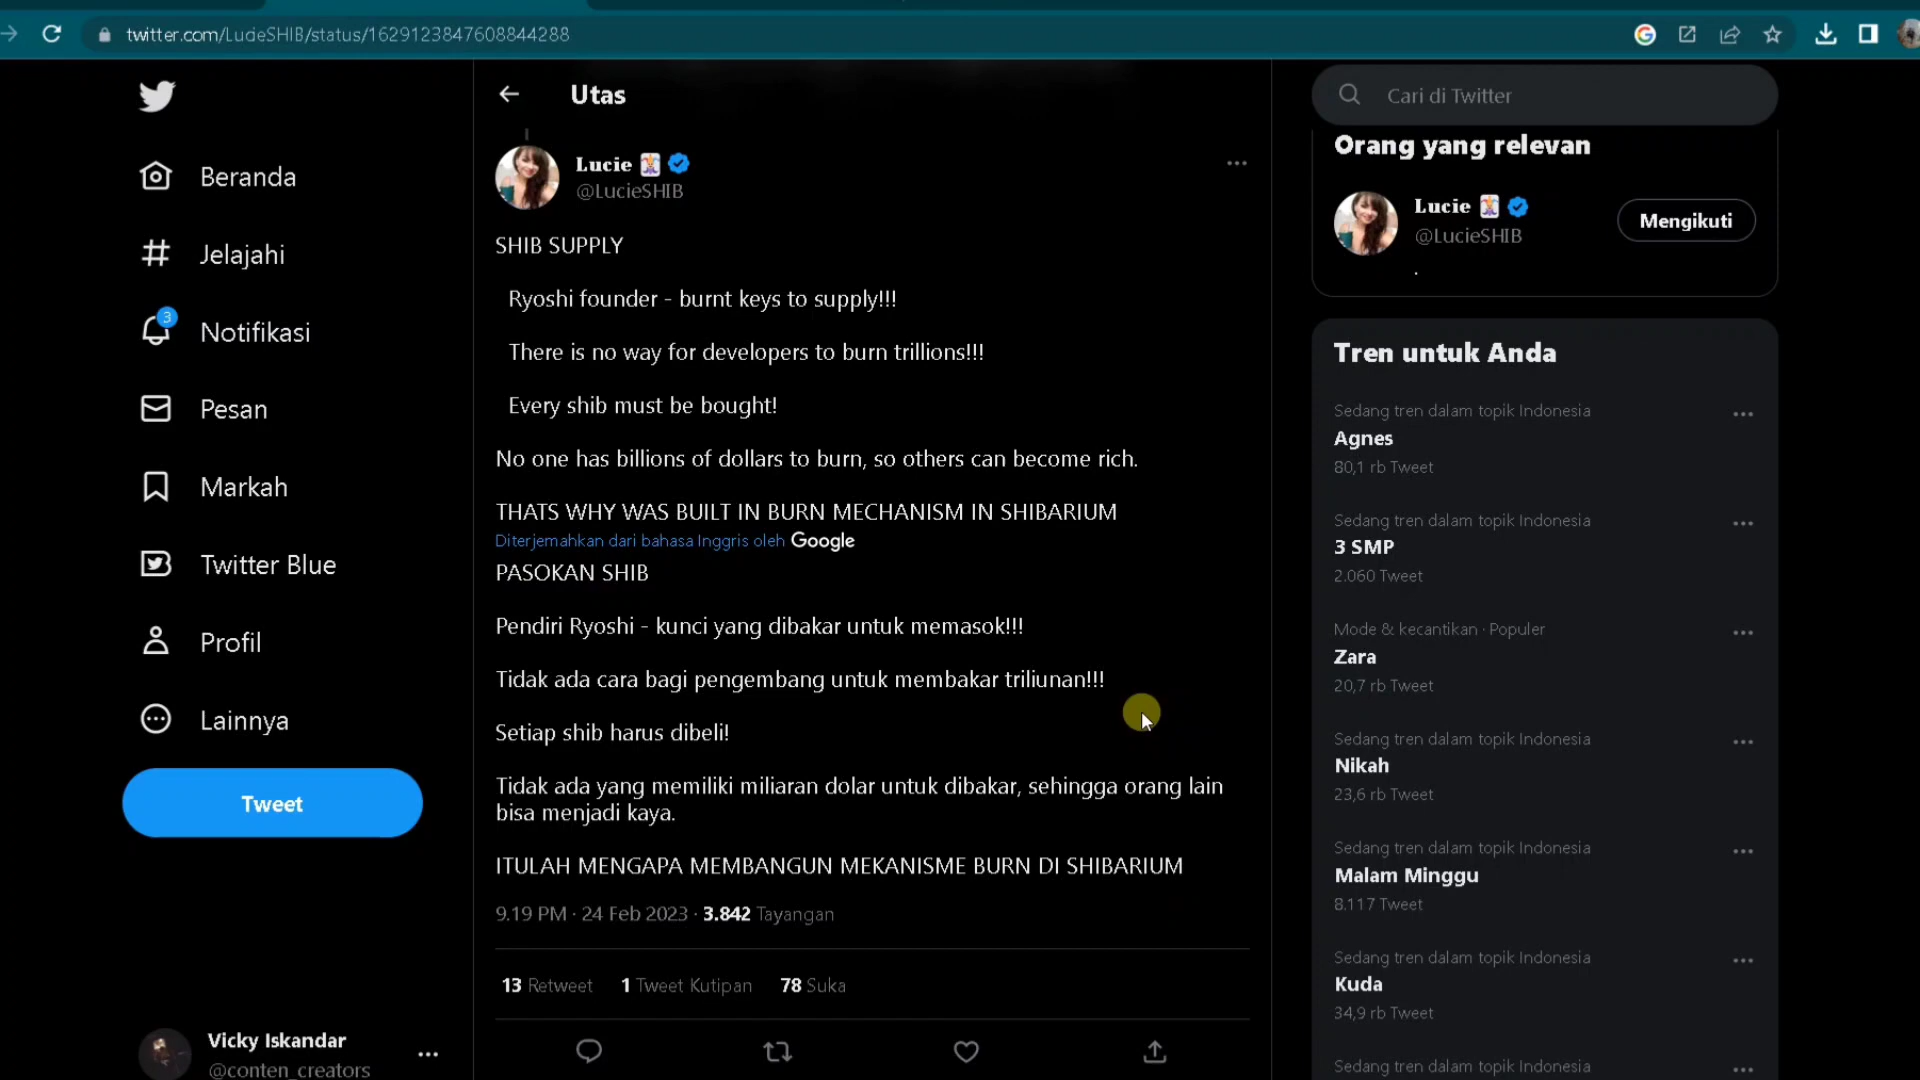 twitter.com/LucieSHIB/status/1629123847608844288
Utas
Cari di Twitter
Beranda
Jelajahi
3
Notifikasi
Pesan
Markah
Twitter Blue
Profil
Lainnya
Tweet
Vicky Iskandar
@conten_creators
Lucie
@LucieSHIB
SHIB SUPPLY
Ryoshi founder - burnt keys to supply!!!
There is no way for developers to burn trillions!!!
Every shib must be bought!
No one has billions of dollars to burn, so others can become rich.
THATS WHY WAS BUILT IN BURN MECHANISM IN SHIBARIUM
Diterjemahkan dari bahasa Inggris oleh Google
PASOKAN SHIB
Pendiri Ryoshi - kunci yang dibakar untuk memasok!!!
Tidak ada cara bagi pengembang untuk membakar triliunan!!!
Setiap shib harus dibeli!
Tidak ada yang memiliki miliaran dolar untuk dibakar, sehingga orang lain
bisa menjadi kaya.
ITULAH MENGAPA MEMBANGUN MEKANISME BURN DI SHIBARIUM
9.19 PM · 24 Feb 2023 · 3.842 Tayangan
13 Retweet 1 Tweet Kutipan 78 Suka
Orang yang relevan
Lucie
@LucieSHIB
Mengikuti
.
Tren untuk Anda
Sedang tren dalam topik Indonesia
Agnes
80,1 rb Tweet
Sedang tren dalam topik Indonesia
3 SMP
2.060 Tweet
Mode & kecantikan · Populer
Zara
20,7 rb Tweet
Sedang tren dalam topik Indonesia
Nikah
23,6 rb Tweet
Sedang tren dalam topik Indonesia
Malam Minggu
8.117 Tweet
Sedang tren dalam topik Indonesia
Kuda
34,9 rb Tweet
Sedang tren dalam topik Indonesia